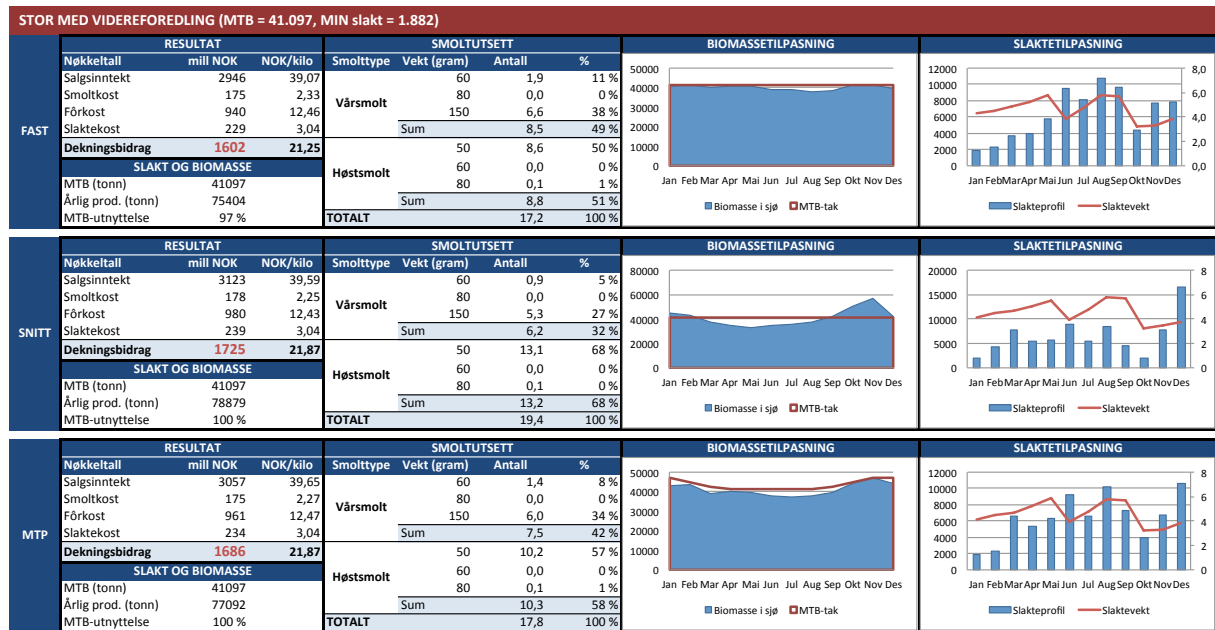 STOR MED VIDEREFOREDLING (MTB = 41.097, MIN slakt = 1.882)
FAST
RESULTAT
Nøkkeltall mill NOK NOK/kilo
Salgsinntekt 2946 39,07
Smoltkost 175 2,33
Fôrkost 940 12,46
Slaktekost 229 3,04
Dekningsbidrag 1602 21,25
SLAKT OG BIOMASSE
MTB (tonn) 41097
Årlig prod. (tonn) 75404
MTB-utnyttelse 97 %
SMOLTUTSETT
Smolttype Vekt (gram) Antall %
Vårsmolt
60 1,9 11 %
80 0,0 0 %
150 6,6 38 %
Sum 8,5 49 %
Høstsmolt
50 8,6 50 %
60 0,0 0 %
80 0,1 1 %
Sum 8,8 51 %
TOTALT 17,2 100 %
BIOMASSETILPASNING
50000
40000
30000
20000
10000
0
Jan Feb Mar Apr Mai Jun Jul Aug Sep Okt Nov Des
Biomasse i sjø MTB-tak
SLAKTETILPASNING
12000 8,0
10000
8000 6,0
6000 4,0
4000
2000 2,0
0 0,0
Jan Feb Mar Apr Mai Jun Jul Aug Sep Okt Nov Des
Slakteprofil Slaktevekt
SNITT
RESULTAT
Nøkkeltall mill NOK NOK/kilo
Salgsinntekt 3123 39,59
Smoltkost 178 2,25
Fôrkost 980 12,43
Slaktekost 239 3,04
Dekningsbidrag 1725 21,87
SLAKT OG BIOMASSE
MTB (tonn) 41097
Årlig prod. (tonn) 78879
MTB-utnyttelse 100 %
SMOLTUTSETT
Smolttype Vekt (gram) Antall %
Vårsmolt
60 0,9 5 %
80 0,0 0 %
150 5,3 27 %
Sum 6,2 32 %
Høstsmolt
50 13,1 68 %
60 0,0 0 %
80 0,1 0 %
Sum 13,2 68 %
TOTALT 19,4 100 %
BIOMASSETILPASNING
80000
60000
40000
20000
0
Jan Feb Mar Apr Mai Jun Jul Aug Sep Okt Nov Des
Biomasse i sjø MTB-tak
SLAKTETILPASNING
20000 8
15000 6
10000 4
5000 2
0 0
Jan Feb Mar Apr Mai Jun Jul Aug Sep Okt Nov Des
Slakteprofil Slaktevekt
MTP
RESULTAT
Nøkkeltall mill NOK NOK/kilo
Salgsinntekt 3057 39,65
Smoltkost 175 2,27
Fôrkost 961 12,47
Slaktekost 234 3,04
Dekningsbidrag 1686 21,87
SLAKT OG BIOMASSE
MTB (tonn) 41097
Årlig prod. (tonn) 77092
MTB-utnyttelse 100 %
SMOLTUTSETT
Smolttype Vekt (gram) Antall %
Vårsmolt
60 1,4 8 %
80 0,0 0 %
150 6,0 34 %
Sum 7,5 42 %
Høstsmolt
50 10,2 57 %
60 0,0 0 %
80 0,1 1 %
Sum 10,3 58 %
TOTALT 17,8 100 %
BIOMASSETILPASNING
50000
40000
30000
20000
10000
0
Jan Feb Mar Apr Mai Jun Jul Aug Sep Okt Nov Des
Biomasse i sjø MTB-tak
SLAKTETILPASNING
12000 8
10000
8000 6
6000 4
4000
2000 2
0 0
Jan Feb Mar Apr Mai Jun Jul Aug Sep Okt Nov Des
Slakteprofil Slaktevekt